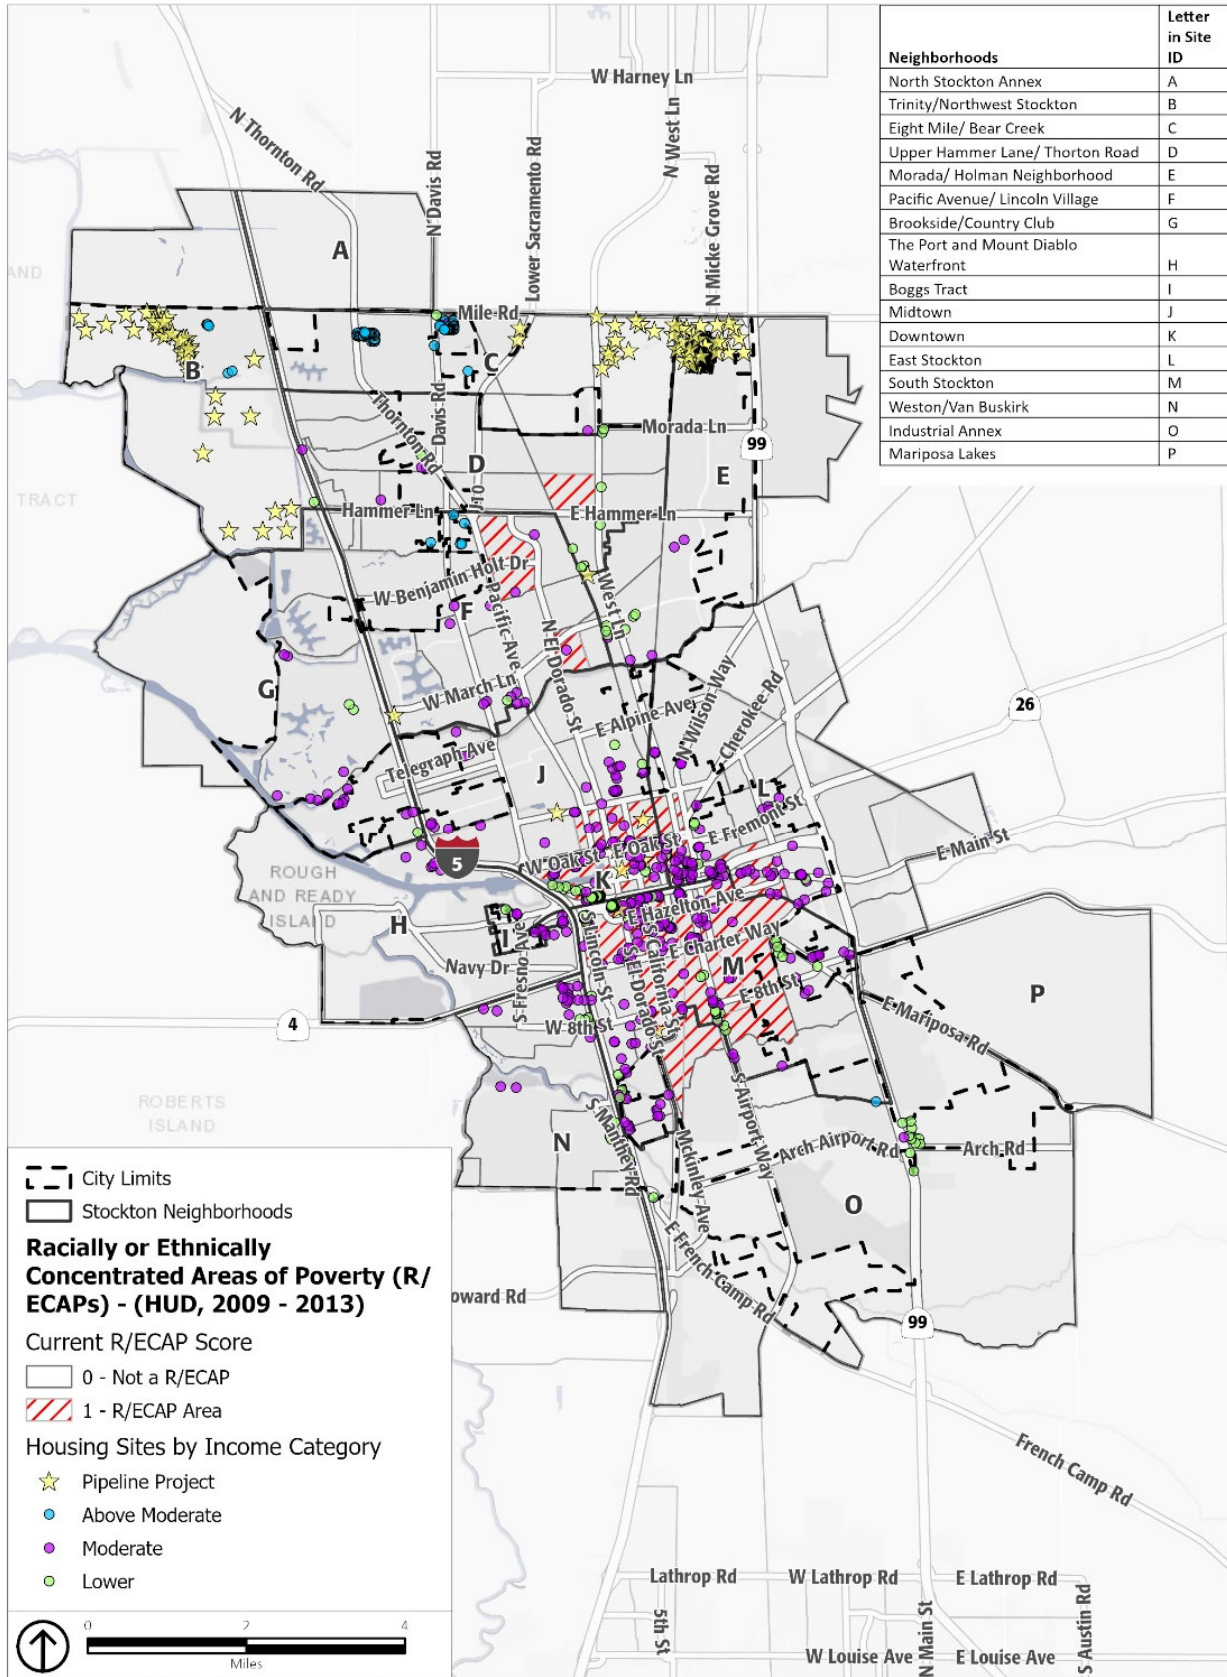 Neighborhoods
Letter
in Site
ID
North Stockton Annex A
Trinity/Northwest Stockton B
Eight Mile/ Bear Creek C
Upper Hammer Lane/ Thorton Road D
Morada/ Holman Neighborhood E
Pacific Avenue/ Lincoln Village F
Brookside/Country Club G
The Port and Mount Diablo
Waterfront H
Boggs Tract I
Midtown J
Downtown K
East Stockton L
South Stockton M
Weston/Van Buskirk N
Industrial Annex O
Mariposa Lakes P
W Harney Ln
N Thornton Rd
N Davis Rd
Lower Sacramento Rd
N West Ln
N Micke Grove Rd
A
AND
Mile Rd
B
C
Thornton Rd
Davis Rd
Morada Ln
99
D
E
TRACT
J10
Hammer Ln
E Hammer Ln
W Benjamin Holt Dr
F
Pacific Ave
N El Dorado St
West Ln
G
W March Ln
N Wilson Way
Cherokee Rd
26
E Alpine Ave
Telegraph Ave
J
L
E Fremont St
E Main St
5
W Oak St
E Oak St
K
ROUGH
AND READY
ISLAND
E Hazelton Ave
H
I
E Charter Way
Navy Dr
S Fresno Ave
S Lincoln St
S El Dorado St
S California St
M
E 8th St
P
4
W 8th St
E Mariposa Rd
ROBERTS
ISLAND
S Airport Way
N
S Manthey Rd
Mckinley Ave
Arch Airport Rd
Arch Rd
O
E French Camp Rd
oward Rd
99
French Camp Rd
Lathrop Rd
W Lathrop Rd
E Lathrop Rd
5th St
N Main St
S Austin Rd
W Louise Ave
E Louise Ave
City Limits
Stockton Neighborhoods
Racially or Ethnically
Concentrated Areas of Poverty (R/
ECAPs) - (HUD, 2009 - 2013)
Current R/ECAP Score
0 - Not a R/ECAP
1 - R/ECAP Area
Housing Sites by Income Category
Pipeline Project
Above Moderate
Moderate
Lower
0 2 4
Miles